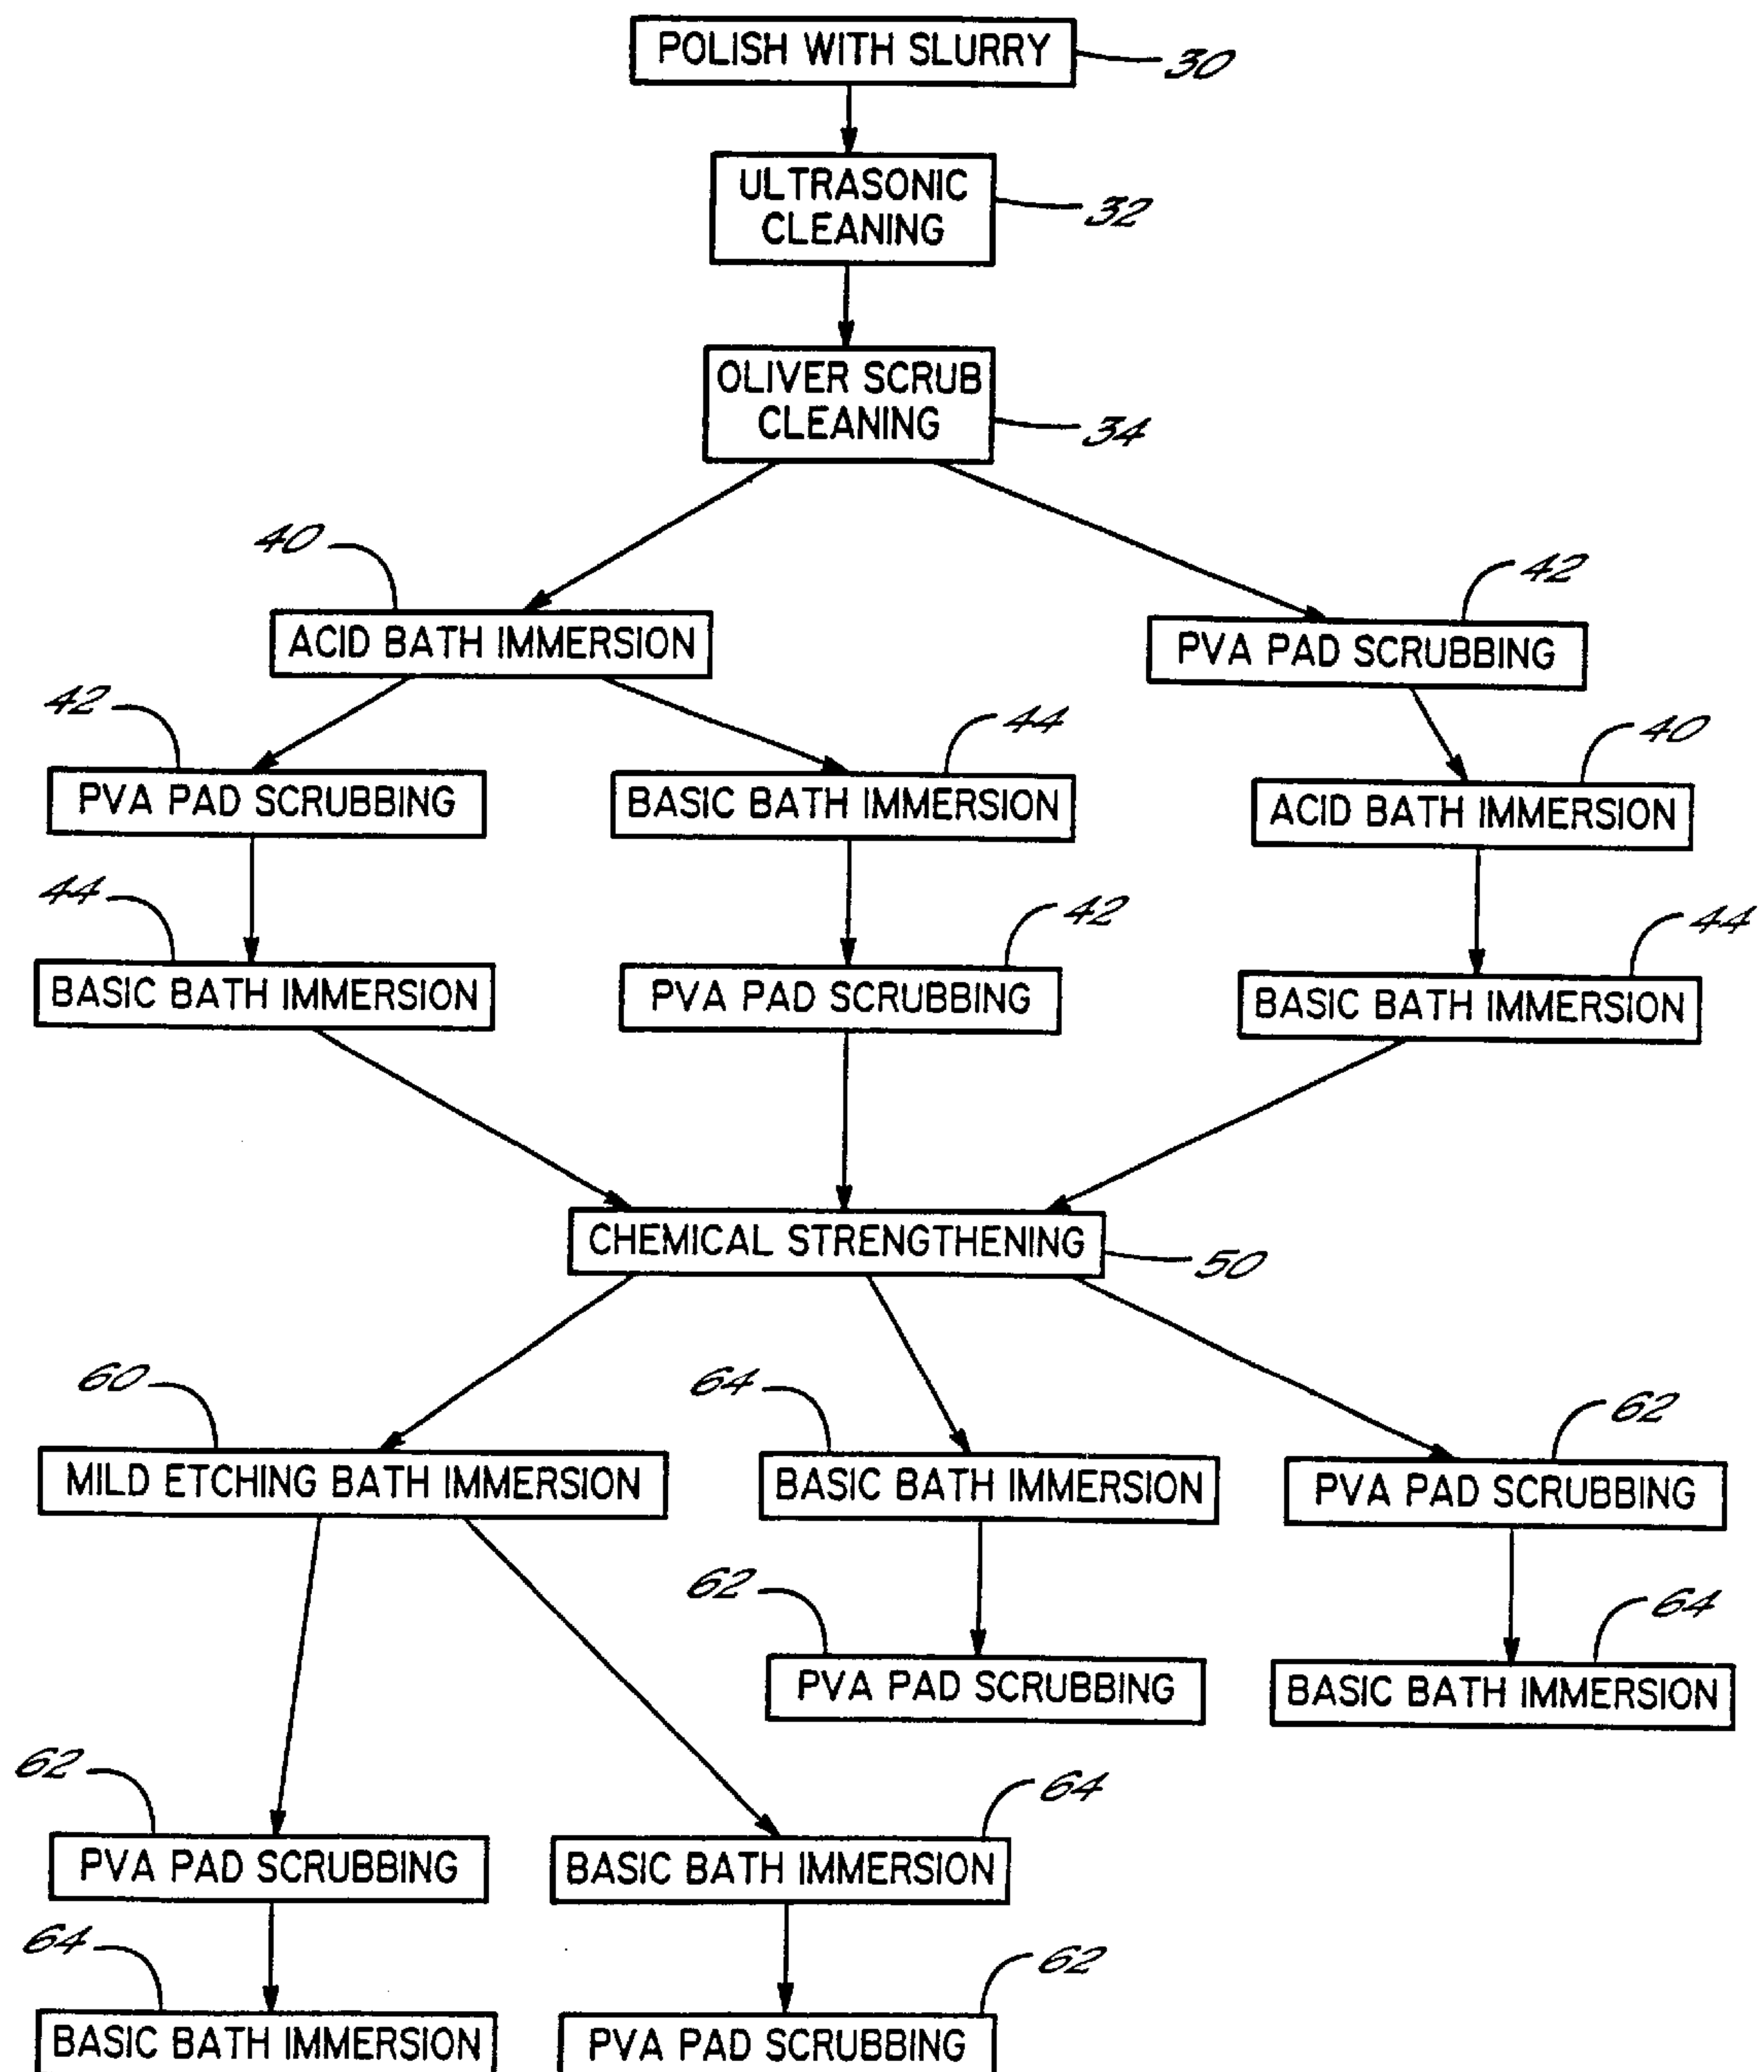 POLISH WITH SLURRY
30
ULTRASONIC
CLEANING
32
OLIVER SCRUB
CLEANING
34
40
42
ACID BATH IMMERSION
PVA PAD SCRUBBING
42
44
40
PVA PAD SCRUBBING
BASIC BATH IMMERSION
ACID BATH IMMERSION
44
42
44
BASIC BATH IMMERSION
PVA PAD SCRUBBING
BASIC BATH IMMERSION
CHEMICAL STRENGTHENING
50
60
64
62
MILD ETCHING BATH IMMERSION
BASIC BATH IMMERSION
PVA PAD SCRUBBING
62
64
PVA PAD SCRUBBING
BASIC BATH IMMERSION
62
64
PVA PAD SCRUBBING
BASIC BATH IMMERSION
64
62
BASIC BATH IMMERSION
PVA PAD SCRUBBING